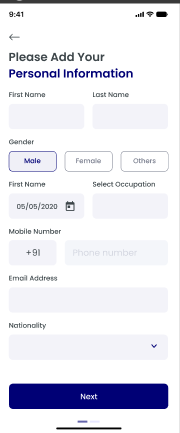 9:41
Please Add Your
Personal Information
First Name Last Name
Gender
Male Female Others
First Name Select Occupation
05/05/2020
Mobile Number
+91 Phone number
Email Address
Nationality
Next